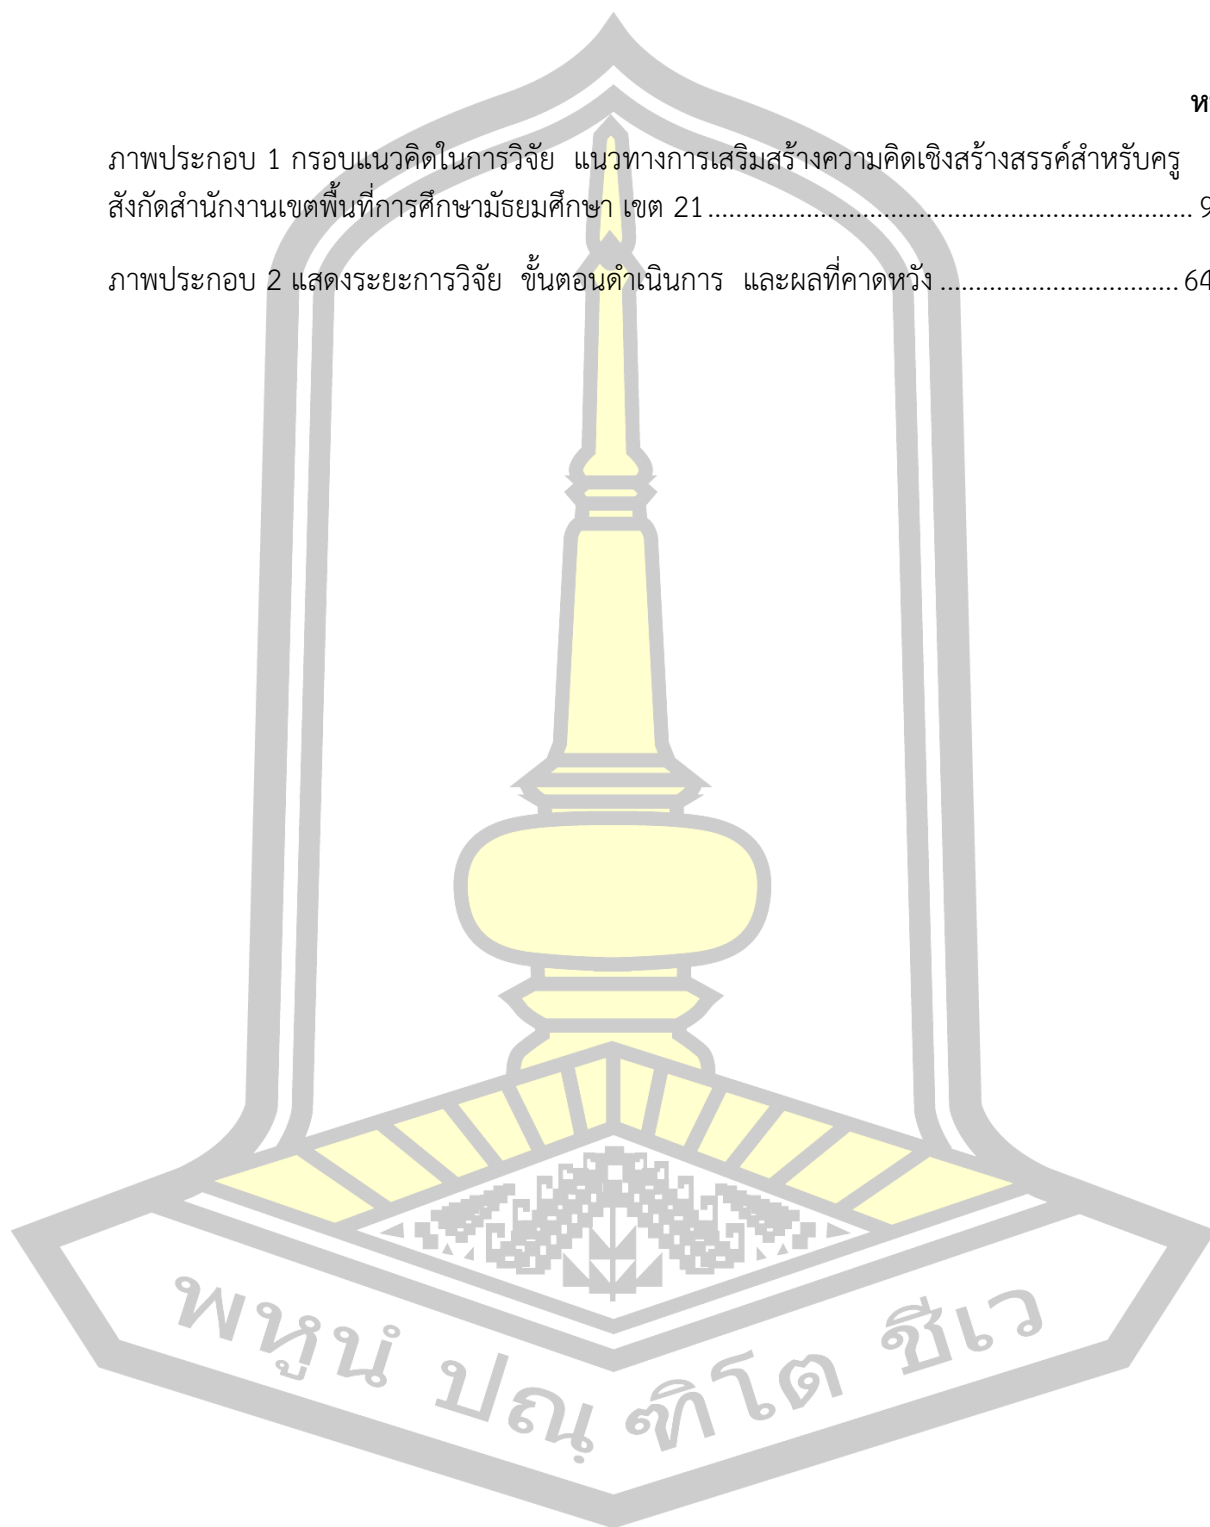 ภาพประกอบ 1 กรอบแนวคิดในการวิจัย แนวทางการเสริมสร้างความคิดเชิงสร้างสรรค์สำหรับครู
สังกัดสำนักงานเขตพื้นที่การศึกษามัธยมศึกษา เขต 21 ..................................................................... 9
ภาพประกอบ 2 แสดงระยะการวิจัย ขั้นตอนดำเนินการ และผลที่คาดหวัง .................................. 64
พหูนํ ปณฺฑิโต ชีเว